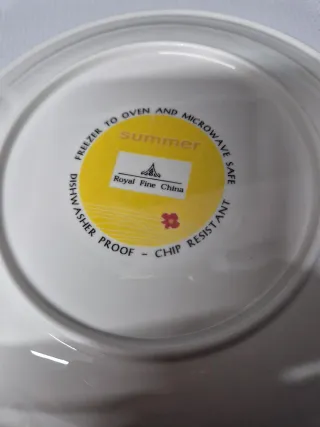 FREEZER TO OVEN AND MICROWAVE SAFE
summer
Royal Fine China
DISHWASHER PROOF - CHIP RESISTANT